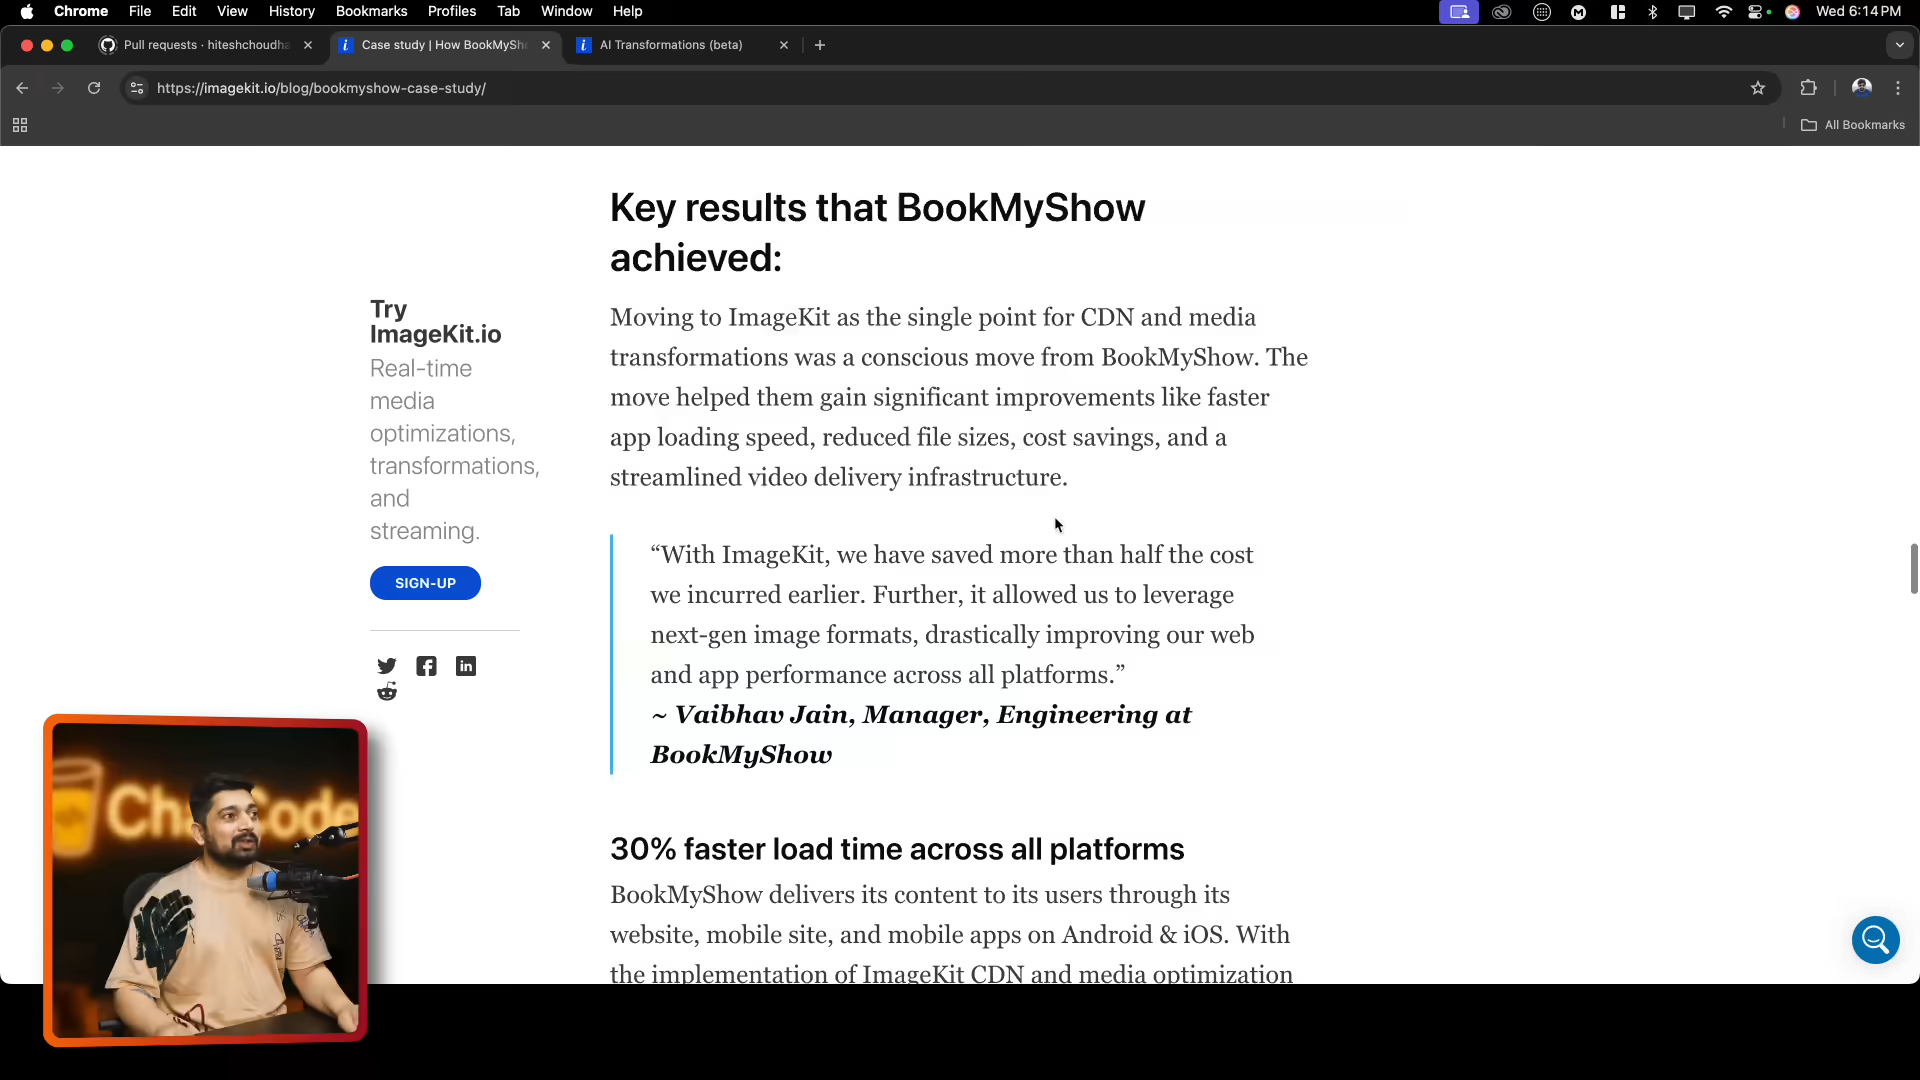 Chrome File Edit View History Bookmarks Profiles Tab Window Help
Wed 6:14 PM
Pull requests · hiteshchoudha
Case study | How BookMySh
AI Transformations (beta)
https://imagekit.io/blog/bookmyshow-case-study/
All Bookmarks
Key results that BookMyShow
achieved:
Moving to ImageKit as the single point for CDN and media
transformations was a conscious move from BookMyShow. The
move helped them gain significant improvements like faster
app loading speed, reduced file sizes, cost savings, and a
streamlined video delivery infrastructure.
“With ImageKit, we have saved more than half the cost
we incurred earlier. Further, it allowed us to leverage
next-gen image formats, drastically improving our web
and app performance across all platforms.”
~ Vaibhav Jain, Manager, Engineering at
BookMyShow
30% faster load time across all platforms
BookMyShow delivers its content to its users through its
website, mobile site, and mobile apps on Android & iOS. With
the implementation of ImageKit CDN and media optimization
Try
ImageKit.io
Real-time
media
optimizations,
transformations,
and
streaming.
SIGN-UP